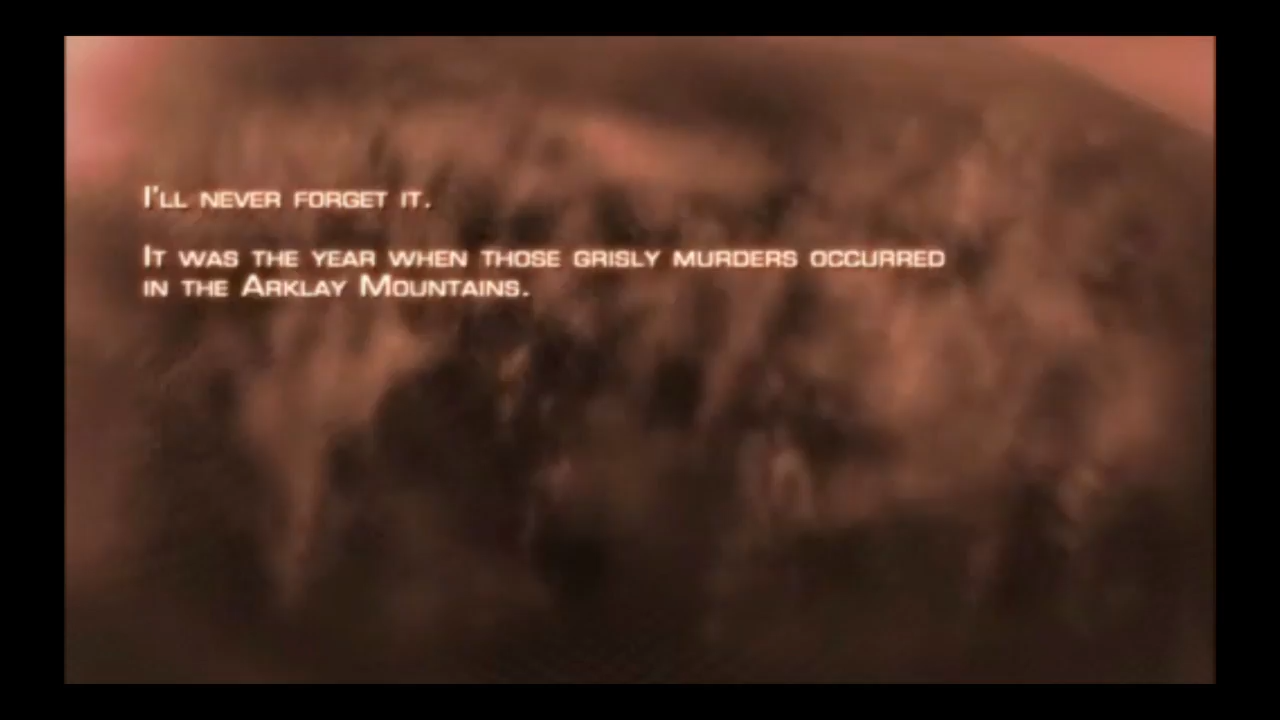 I'll never forget it.
It was the year when those grisly murders occurred
in the Arklay Mountains.